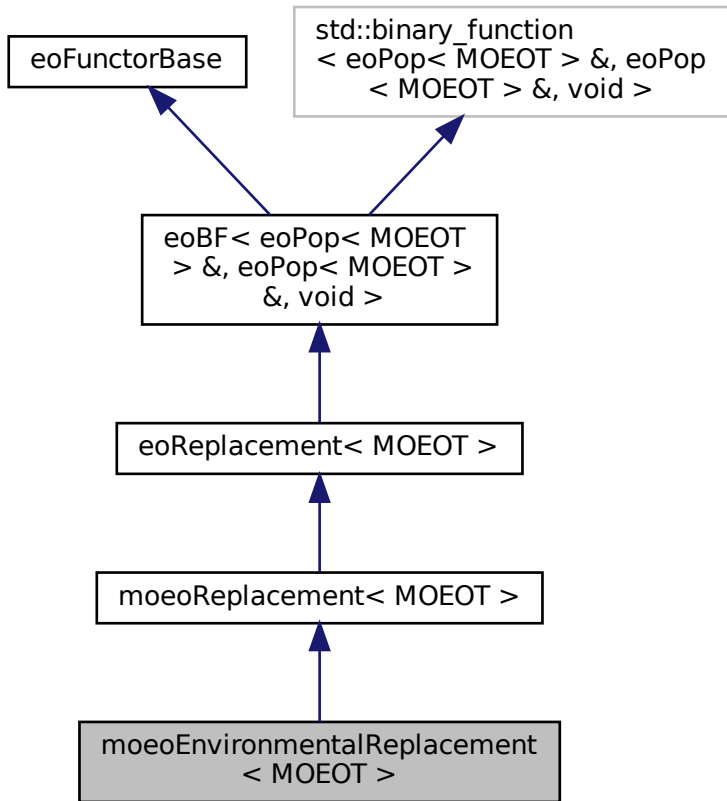 eoFunctorBase
std::binary_function
< eoPop< MOEOT > &, eoPop
< MOEOT > &, void >
eoBF< eoPop< MOEOT
> &, eoPop< MOEOT >
&, void >
eoReplacement< MOEOT >
moeoReplacement< MOEOT >
moeoEnvironmentalReplacement
< MOEOT >